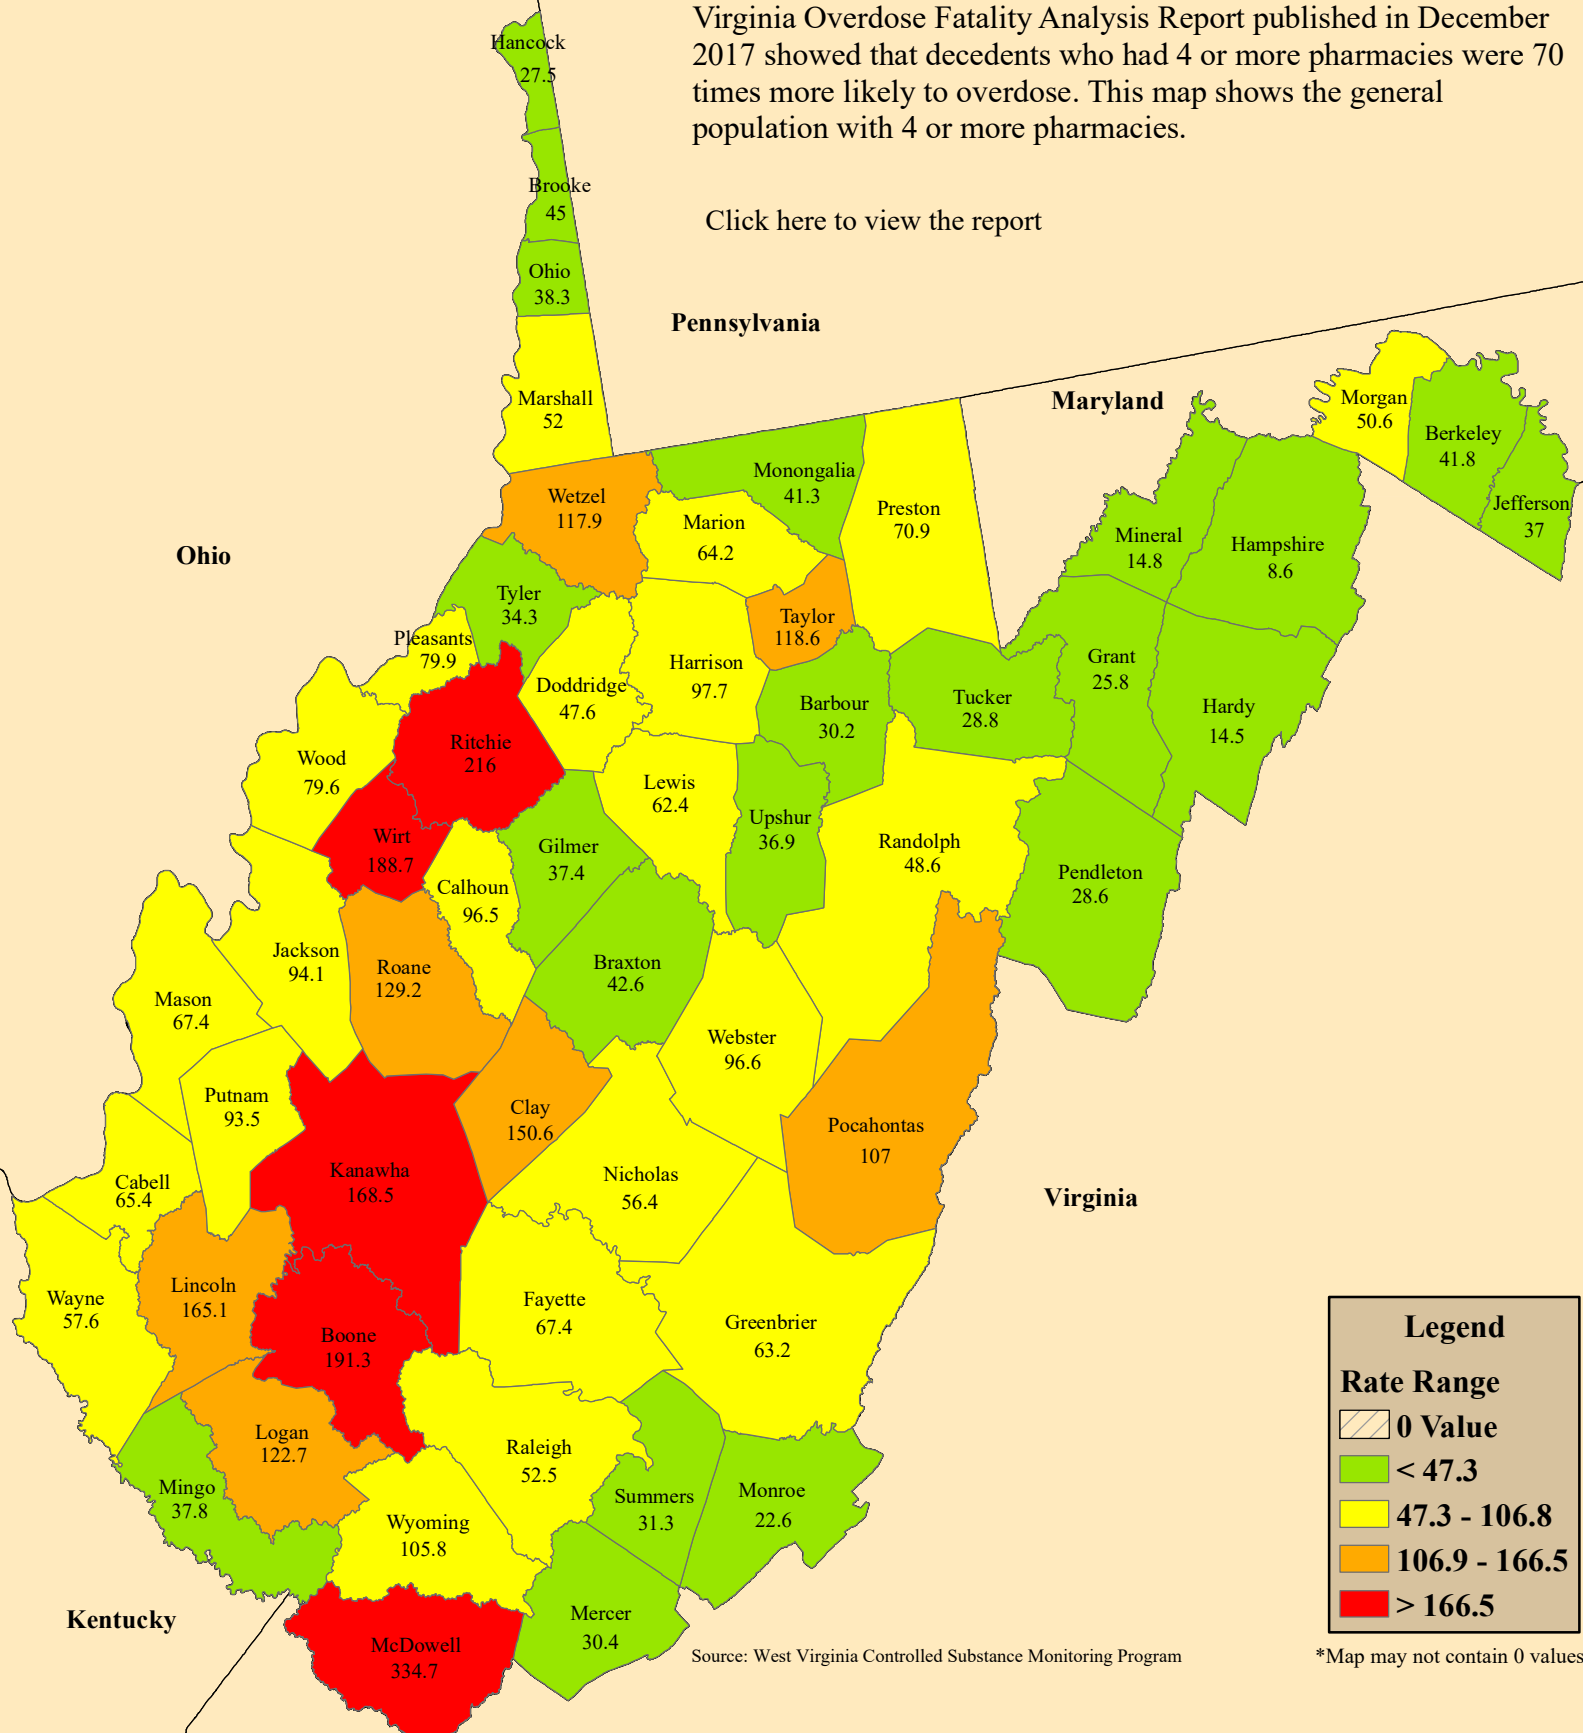 Virginia Overdose Fatality Analysis Report published in December
2017 showed that decedents who had 4 or more pharmacies were 70
times more likely to overdose. This map shows the general
population with 4 or more pharmacies.
Click here to view the report
Hancock
27.5
Brooke
45
Ohio
38.3
Pennsylvania
Marshall
52
Maryland
Morgan
50.6
Berkeley
41.8
Jefferson
37
Monongalia
41.3
Wetzel
117.9
Marion
64.2
Preston
70.9
Mineral
14.8
Hampshire
8.6
Ohio
Tyler
34.3
Taylor
118.6
Pleasants
79.9
Harrison
97.7
Doddridge
47.6
Grant
25.8
Barbour
30.2
Tucker
28.8
Hardy
14.5
Ritchie
216
Wood
79.6
Lewis
62.4
Upshur
36.9
Wirt
188.7
Gilmer
37.4
Randolph
48.6
Calhoun
96.5
Pendleton
28.6
Jackson
94.1
Roane
129.2
Braxton
42.6
Mason
67.4
Webster
96.6
Putnam
93.5
Clay
150.6
Pocahontas
107
Kanawha
168.5
Cabell
65.4
Nicholas
56.4
Virginia
Lincoln
165.1
Wayne
57.6
Fayette
67.4
Greenbrier
63.2
Boone
191.3
Logan
122.7
Raleigh
52.5
Mingo
37.8
Summers
31.3
Monroe
22.6
Wyoming
105.8
Kentucky
Mercer
30.4
McDowell
334.7
Legend
Rate Range
0 Value
< 47.3
47.3 - 106.8
106.9 - 166.5
> 166.5
Source: West Virginia Controlled Substance Monitoring Program
*Map may not contain 0 values